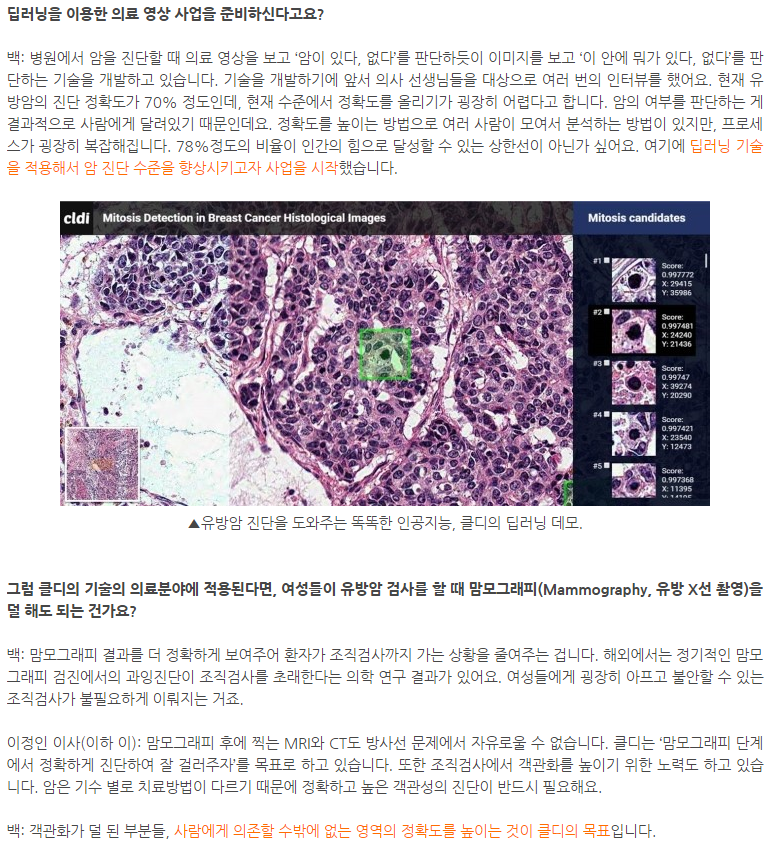 딥러닝을 이용한 의료 영상 사업을 준비하신다고요?
백: 병원에서 암을 진단할 때 의료 영상을 보고 ‘암이 있다, 없다’를 판단하듯이 이미지를 보고 ‘이 안에 뭐가 있다, 없다’를 판
단하는 기술을 개발하고 있습니다. 기술을 개발하기에 앞서 의사 선생님들을 대상으로 여러 번의 인터뷰를 했어요. 현재 유
방암의 진단 정확도가 70% 정도인데, 현재 수준에서 정확도를 올리기가 굉장히 어렵다고 합니다. 암의 여부를 판단하는 게
결과적으로 사람에게 달려있기 때문인데요. 정확도를 높이는 방법으로 여러 사람이 모여서 분석하는 방법이 있지만, 프로세
스가 굉장히 복잡해집니다. 78%정도의 비율이 인간의 힘으로 달성할 수 있는 상한선이 아닌가 싶어요. 여기에 딥러닝 기술
을 적용해서 암 진단 수준을 향상시키고자 사업을 시작했습니다.
cldi Mitosis Detection in Breast Cancer Histological Images
Mitosis candidates
#1
Score:
0.997772
X: 29415
Y: 35986
#2
Score:
0.997481
X: 24240
Y: 21436
#3
Score:
0.99747
X: 39274
Y: 20290
#4
Score:
0.997421
X: 23540
Y: 12473
#5
Score:
0.997368
X: 11395
▲유방암 진단을 도와주는 똑똑한 인공지능, 클디의 딥러닝 데모.
그럼 클디의 기술의 의료분야에 적용된다면, 여성들이 유방암 검사를 할 때 맘모그래피(Mammography, 유방 X선 촬영)을
덜 해도 되는 건가요?
백: 맘모그래피 결과를 더 정확하게 보여주어 환자가 조직검사까지 가는 상황을 줄여주는 겁니다. 해외에서는 정기적인 맘모
그래피 검진에서의 과잉진단이 조직검사를 초래한다는 의학 연구 결과가 있어요. 여성들에게 굉장히 아프고 불안할 수 있는
조직검사가 불필요하게 이뤄지는 거죠.
이정인 이사(이하 이): 맘모그래피 후에 찍는 MRI와 CT도 방사선 문제에서 자유로울 수 없습니다. 클디는 ‘맘모그래피 단계
에서 정확하게 진단하여 잘 걸러주자’를 목표로 하고 있습니다. 또한 조직검사에서 객관화를 높이기 위한 노력도 하고 있습
니다. 암은 기수 별로 치료방법이 다르기 때문에 정확하고 높은 객관성의 진단이 반드시 필요해요.
백: 객관화가 덜 된 부분들, 사람에게 의존할 수밖에 없는 영역의 정확도를 높이는 것이 클디의 목표입니다.